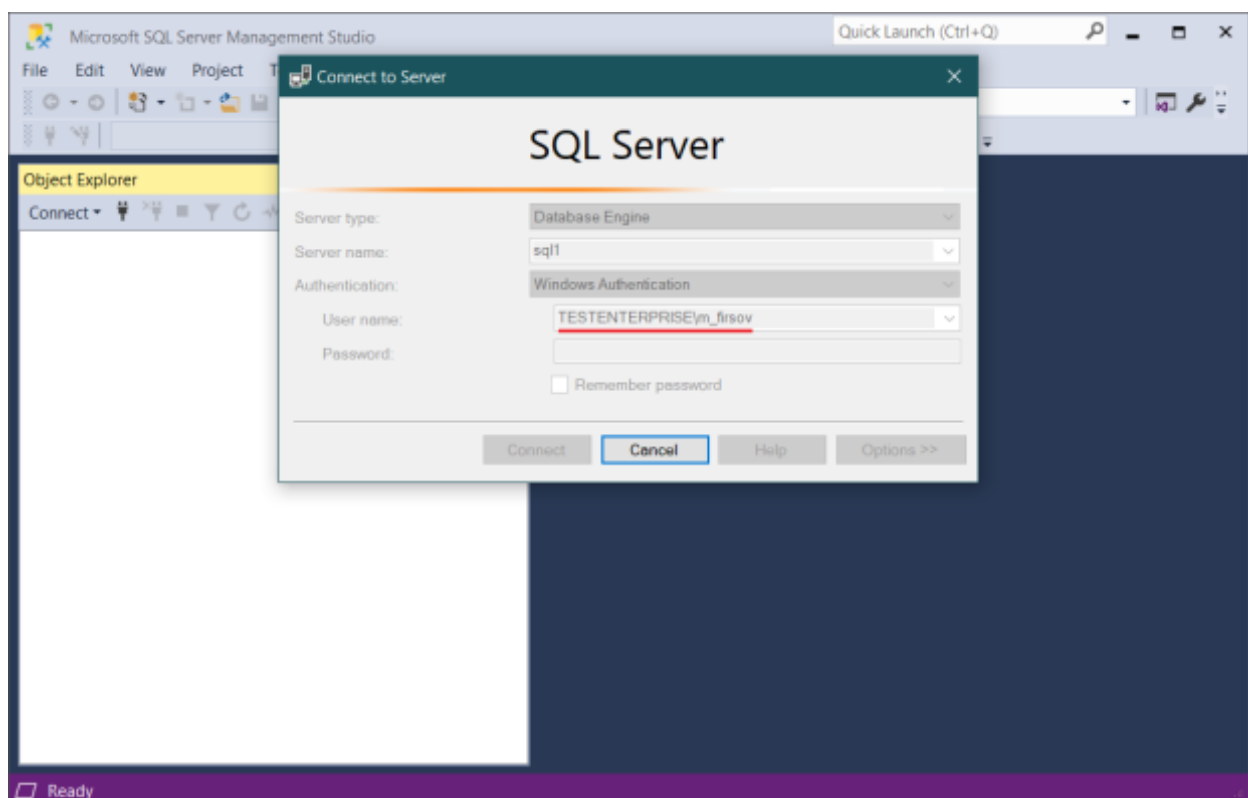 Microsoft SQL Server Management Studio
Quick Launch (Ctrl+Q)
File Edit View Project T
Connect to Server
SQL Server
Object Explorer
Connect
Server type: Database Engine
Server name: sql1
Authentication: Windows Authentication
User name: TESTENTERPRISE\m_firsov
Password:
Remember password
Connect Cancel Help Options >>
Ready